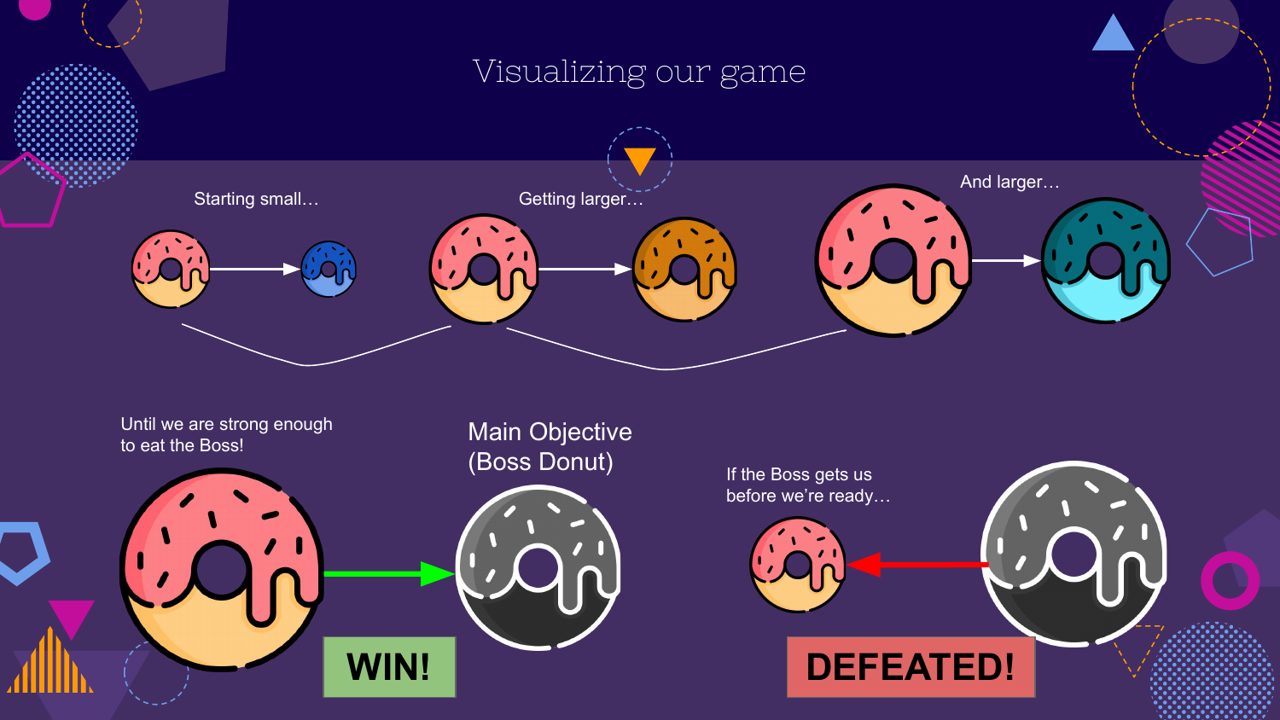 Visualizing our game
Starting small…
Getting larger…
And larger…
Until we are strong enough
to eat the Boss!
Main Objective
(Boss Donut)
If the Boss gets us
before we’re ready…
WIN!
DEFEATED!